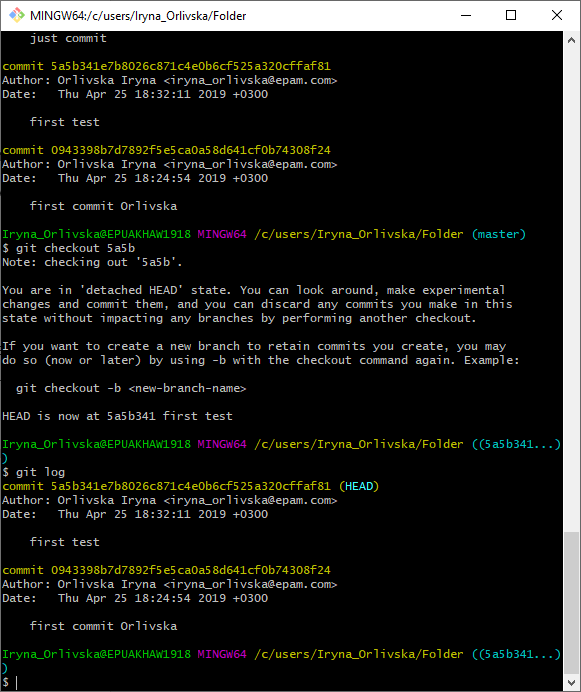 MINGW64:/c/users/Iryna_Orlivska/Folder
just commit
commit 5a5b341e7b8026c871c4e0b6cf525a320cffaf81
Author: Orlivska Iryna <iryna_orlivska@epam.com>
Date:   Thu Apr 25 18:32:11 2019 +0300
first test
commit 0943398b7d7892f5e5ca0a58d641cf0b74308f24
Author: Orlivska Iryna <iryna_orlivska@epam.com>
Date:   Thu Apr 25 18:24:54 2019 +0300
first commit Orlivska
Iryna_Orlivska@EPUAKHAW1918 MINGW64 /c/users/Iryna_Orlivska/Folder (master)
$ git checkout 5a5b
Note: checking out '5a5b'.
You are in 'detached HEAD' state. You can look around, make experimental
changes and commit them, and you can discard any commits you make in this
state without impacting any branches by performing another checkout.
If you want to create a new branch to retain commits you create, you may
do so (now or later) by using -b with the checkout command again. Example:
git checkout -b <new-branch-name>
HEAD is now at 5a5b341 first test
Iryna_Orlivska@EPUAKHAW1918 MINGW64 /c/users/Iryna_Orlivska/Folder ((5a5b341...)
)
$ git log
commit 5a5b341e7b8026c871c4e0b6cf525a320cffaf81 (HEAD)
Author: Orlivska Iryna <iryna_orlivska@epam.com>
Date:   Thu Apr 25 18:32:11 2019 +0300
first test
commit 0943398b7d7892f5e5ca0a58d641cf0b74308f24
Author: Orlivska Iryna <iryna_orlivska@epam.com>
Date:   Thu Apr 25 18:24:54 2019 +0300
first commit Orlivska
Iryna_Orlivska@EPUAKHAW1918 MINGW64 /c/users/Iryna_Orlivska/Folder ((5a5b341...)
)
$